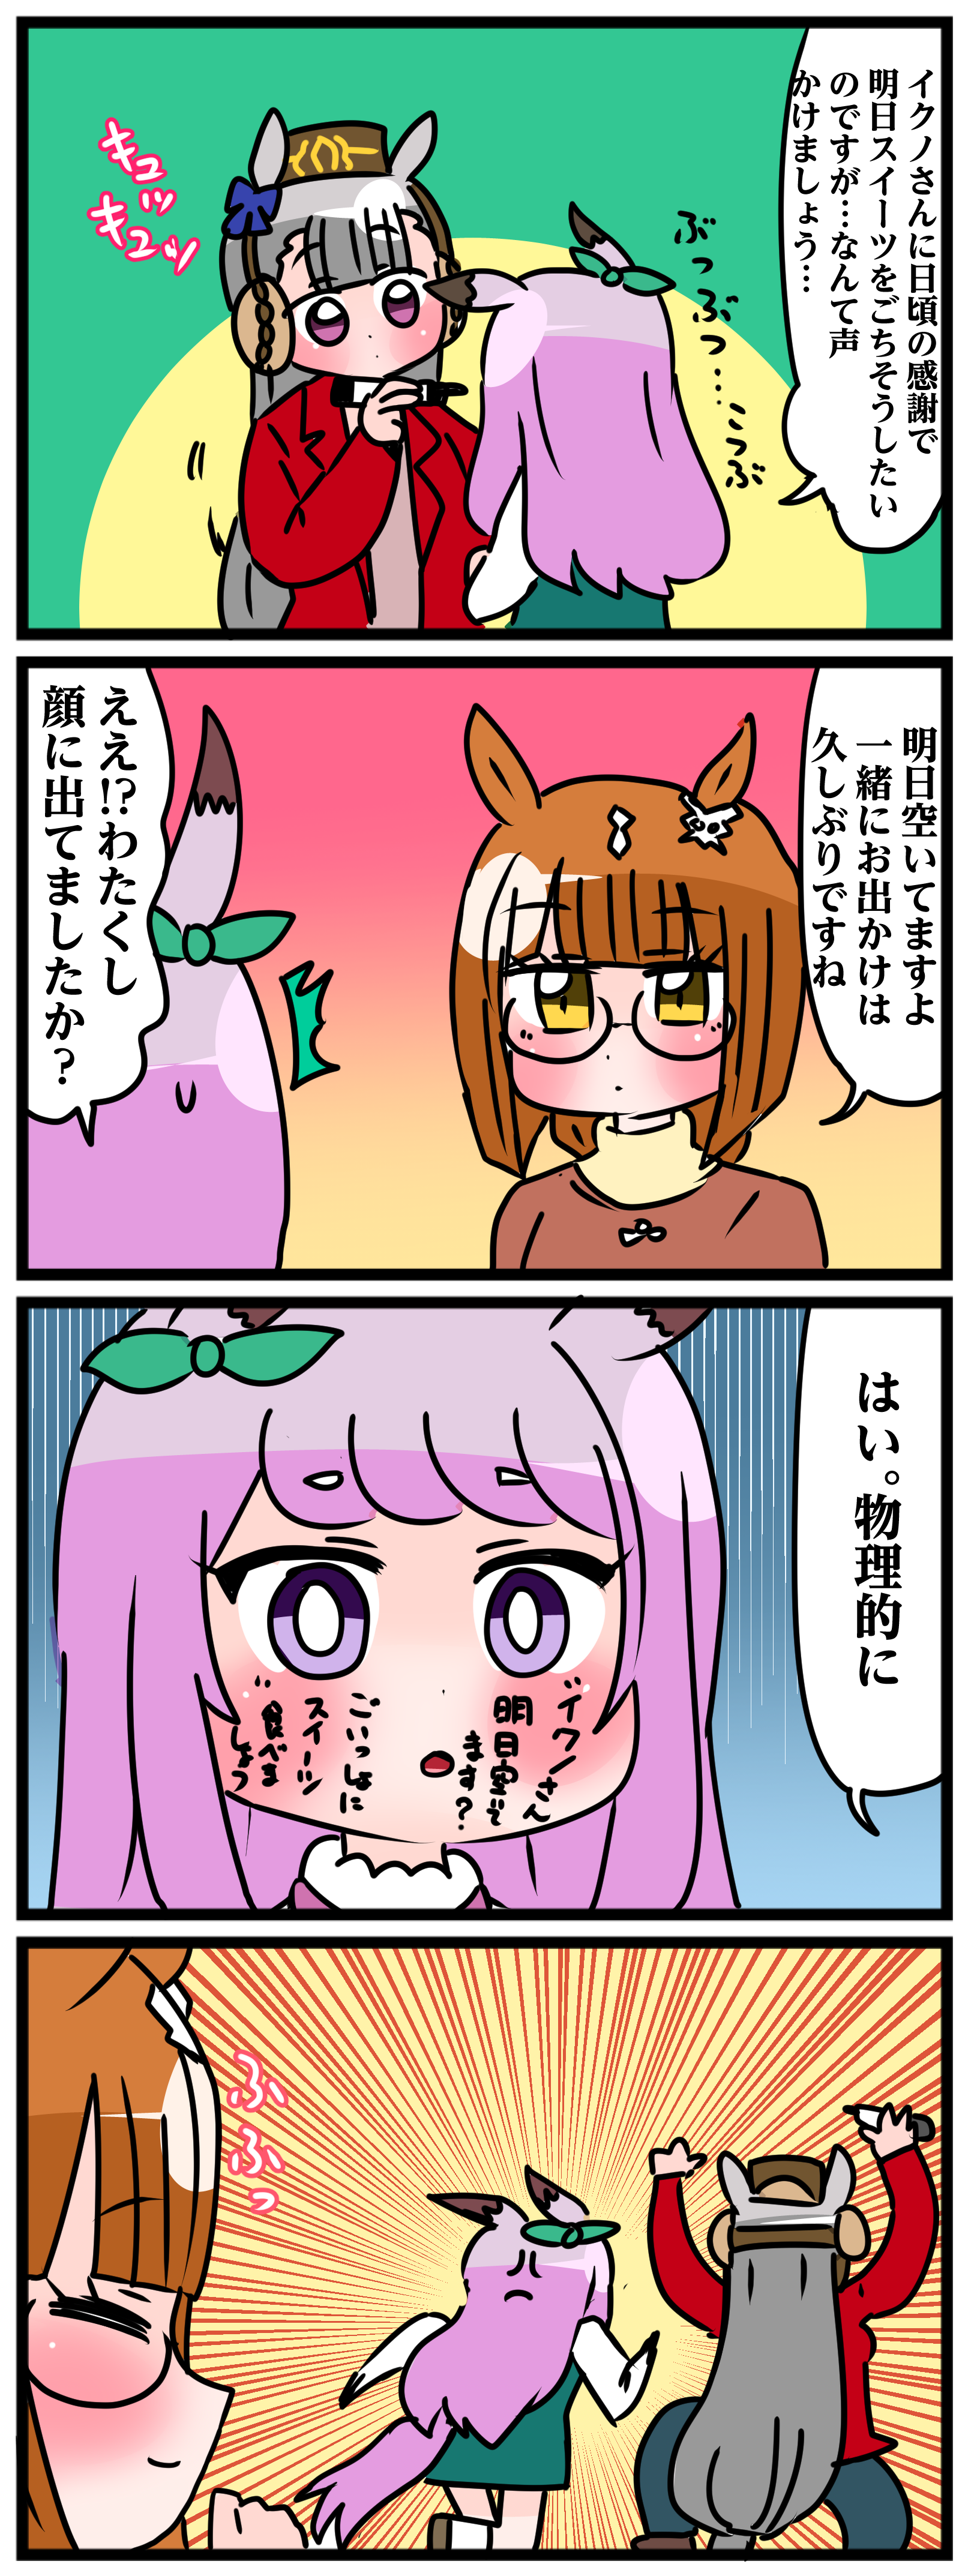 イクノさんに日頃の感謝で
明日スイーツをごちそうしたい
のですが…なんて声
かけましょう…
キュッ
キュッ
ぶつぶつ…こつぶ
明日空いてますよ
一緒にお出かけは
久しぶりですね
ええ!?わたくし
顔に出てましたか?
はい。物理的に
イクノさん
明日空いて
ます?
ごいっしょに
スイーツ
食べま
しょう
ふふっ